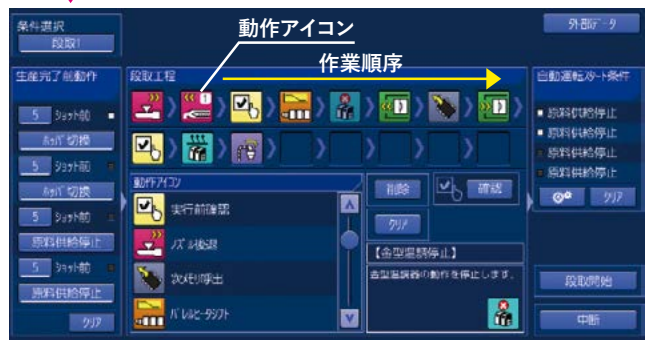 条件選択
段取1
動作アイコン
作業順序
外部データ
生産完了前動作
5 ショット前
ホッパ切換
5 ショット前
ホッパ切換
5 ショット前
原料供給停止
5 ショット前
原料供給停止
クリア
段取工程
1
動作アイコン
実行前確認
ノズル後退
次メモリ呼出
バレルヒータシフト
削除
確認
クリア
【金型温調停止】
金型温調器の動作を停止します。
自動運転スタート条件
原料供給停止
原料供給停止
原料供給停止
原料供給停止
クリア
段取開始
中断